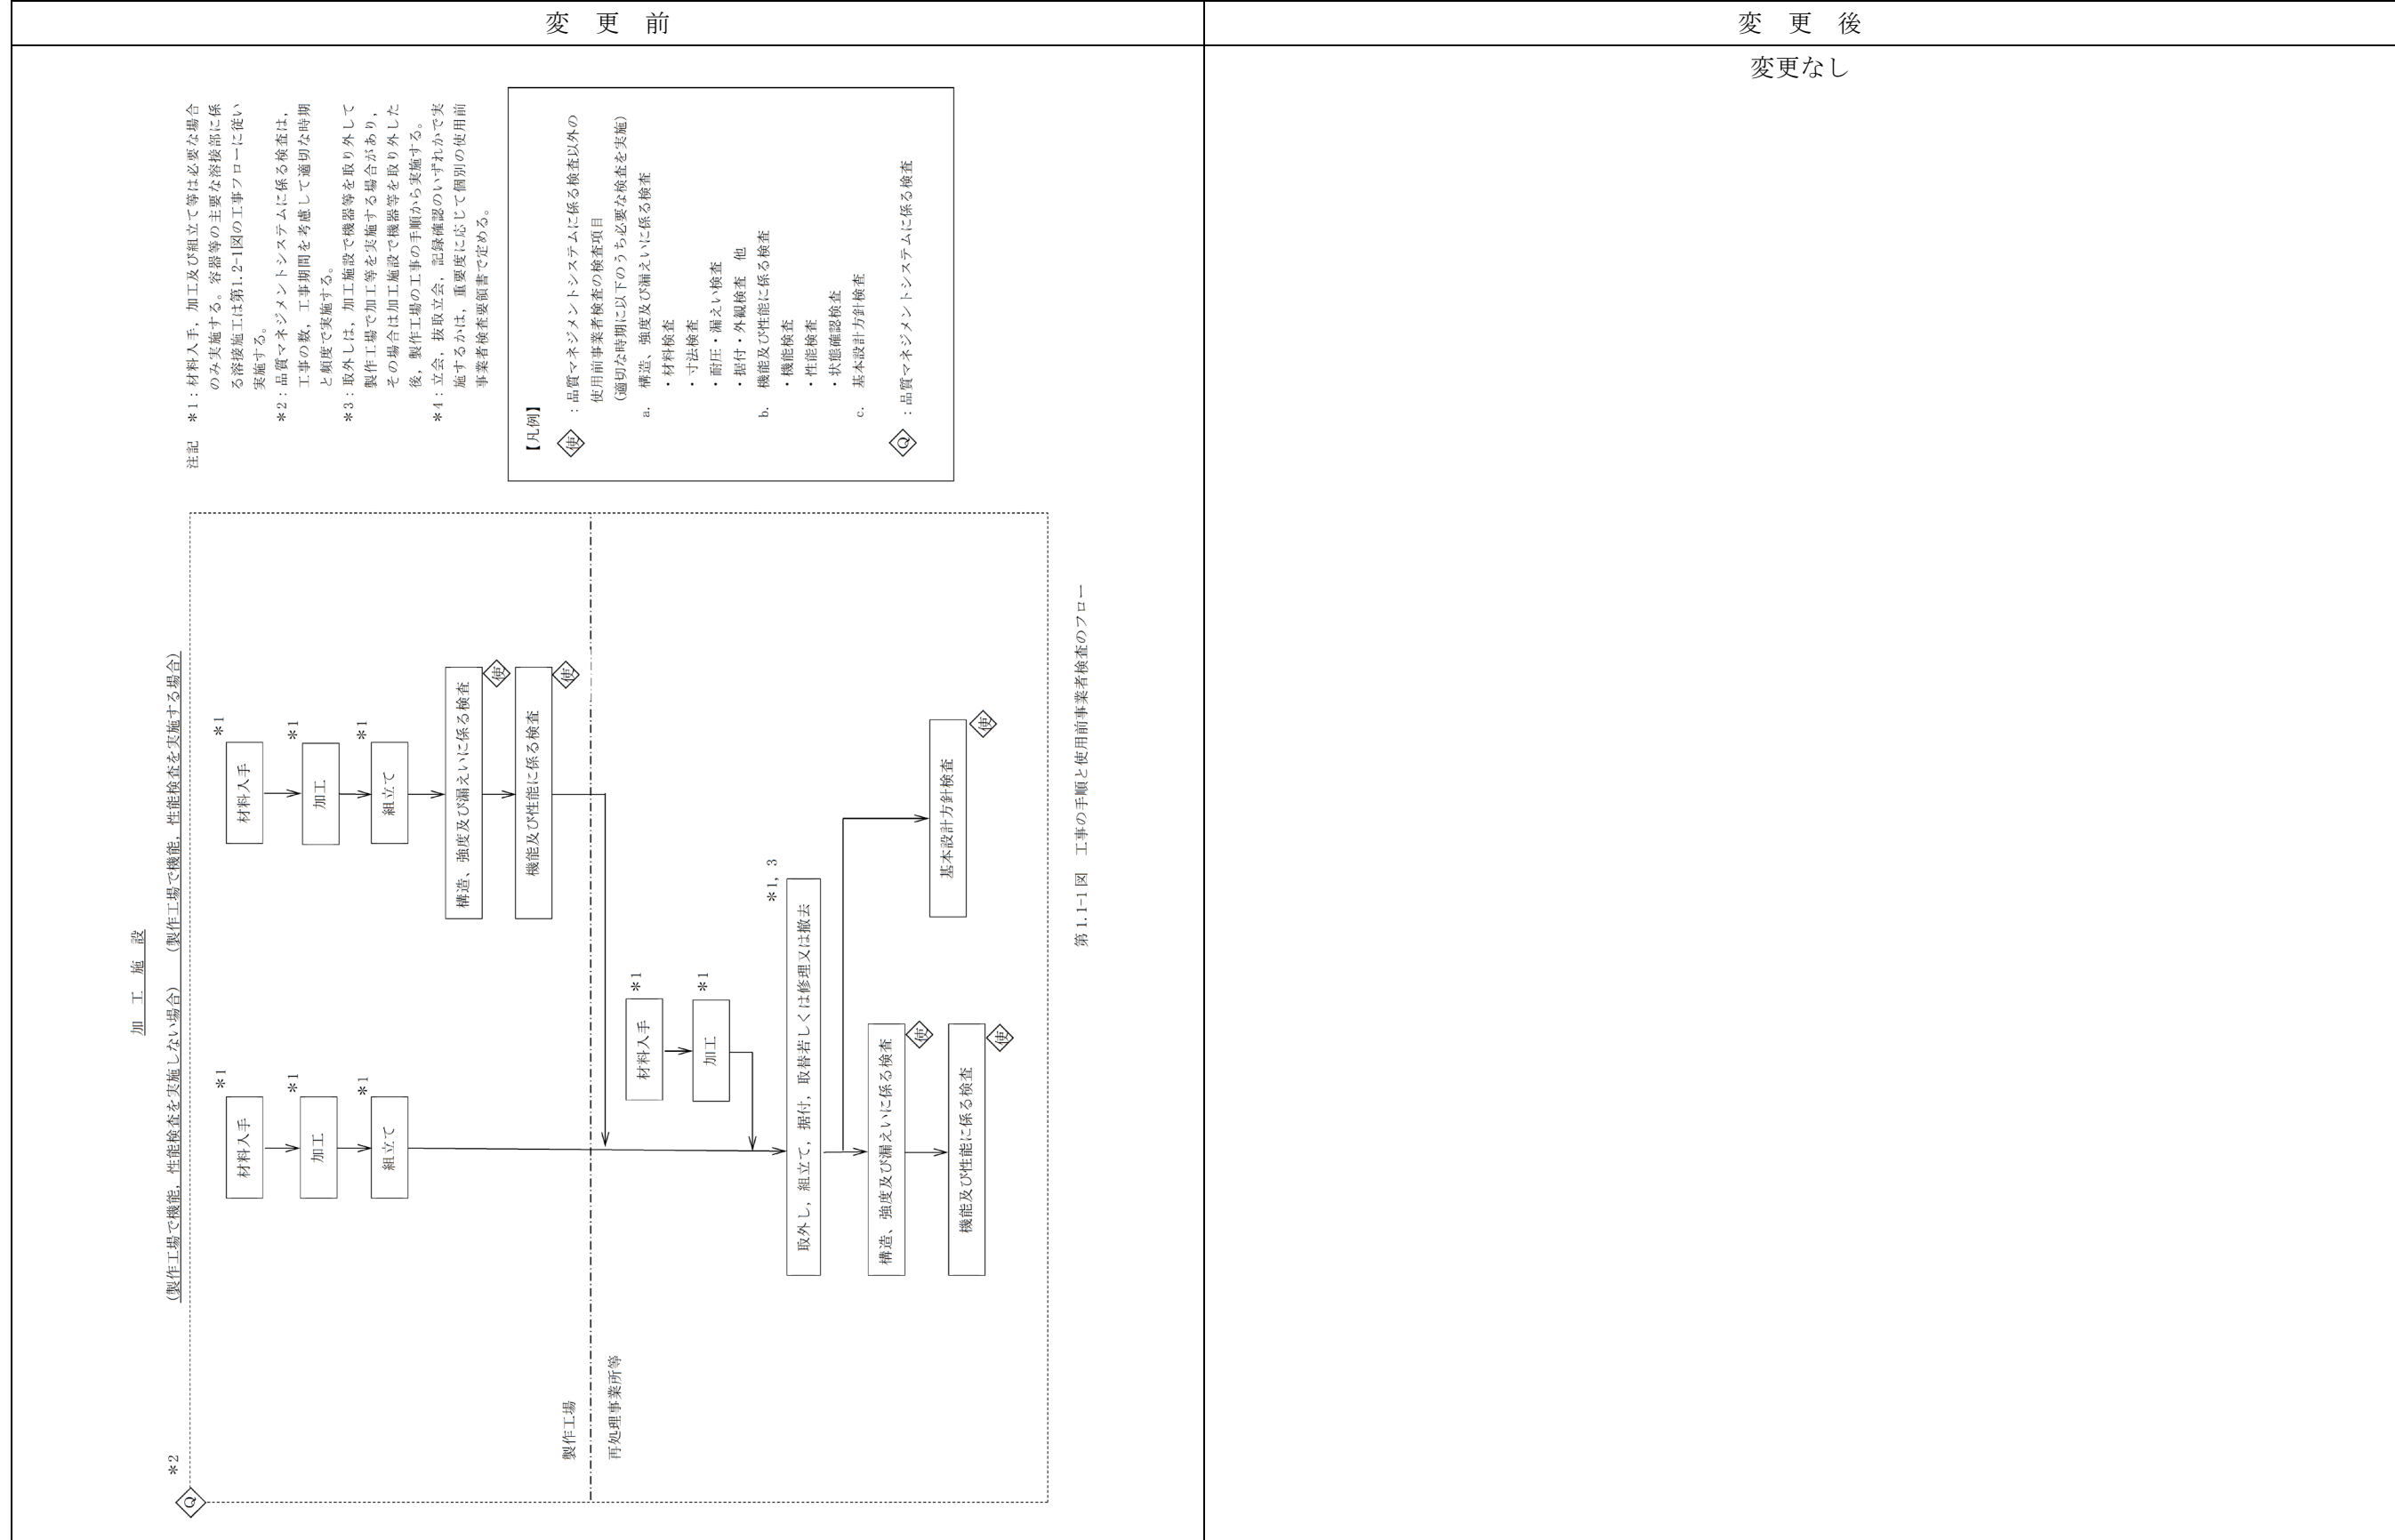 変　更　前
変　更　後
変更なし
加　工　施　設
（製作工場で機能，性能検査を実施しない場合）
（製作工場で機能，性能検査を実施する場合）
＊2
Q
材料入手
＊1
加工
＊1
組立て
＊1
材料入手
＊1
加工
＊1
組立て
＊1
構造、強度及び漏えいに係る検査
使
機能及び性能に係る検査
使
製作工場
再処理事業所等
材料入手
＊1
加工
＊1
取外し，組立て，据付，取替若しくは修理又は撤去
＊1, 3
構造、強度及び漏えいに係る検査
使
機能及び性能に係る検査
使
基本設計方針検査
使
注記　＊1：材料入手，加工及び組立て等は必要な場合
のみ実施する。容器等の主要な溶接部に係
る溶接施工は第1.2-1図の工事フローに従い
実施する。
＊2：品質マネジメントシステムに係る検査は，
工事の数，工事期間を考慮して適切な時期
と頻度で実施する。
＊3：取外しは，加工施設で機器等を取り外して
製作工場で加工等を実施する場合があり，
その場合は加工施設で機器等を取り外した
後，製作工場の工事の手順から実施する。
＊4：立会，抜取立会，記録確認のいずれかで実
施するかは，重要度に応じて個別の使用前
事業者検査要領書で定める。
【凡例】
使　：品質マネジメントシステムに係る検査以外の
使用前事業者検査の検査項目
（適切な時期に以下のうち必要な検査を実施）
a.　構造、強度及び漏えいに係る検査
・材料検査
・寸法検査
・耐圧・漏えい検査
・据付・外観検査　他
b.　機能及び性能に係る検査
・機能検査
・性能検査
・状態確認検査
c.　基本設計方針検査
Q　：品質マネジメントシステムに係る検査
第1.1-1図　工事の手順と使用前事業者検査のフロー